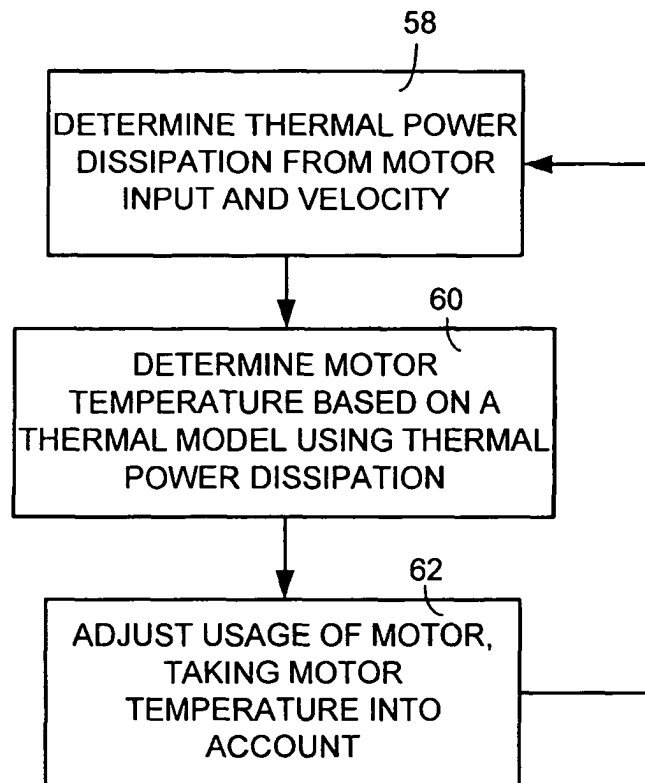 58
DETERMINE THERMAL POWER
DISSIPATION FROM MOTOR
INPUT AND VELOCITY
60
DETERMINE MOTOR
TEMPERATURE BASED ON A
THERMAL MODEL USING THERMAL
POWER DISSIPATION
62
ADJUST USAGE OF MOTOR,
TAKING MOTOR
TEMPERATURE INTO
ACCOUNT